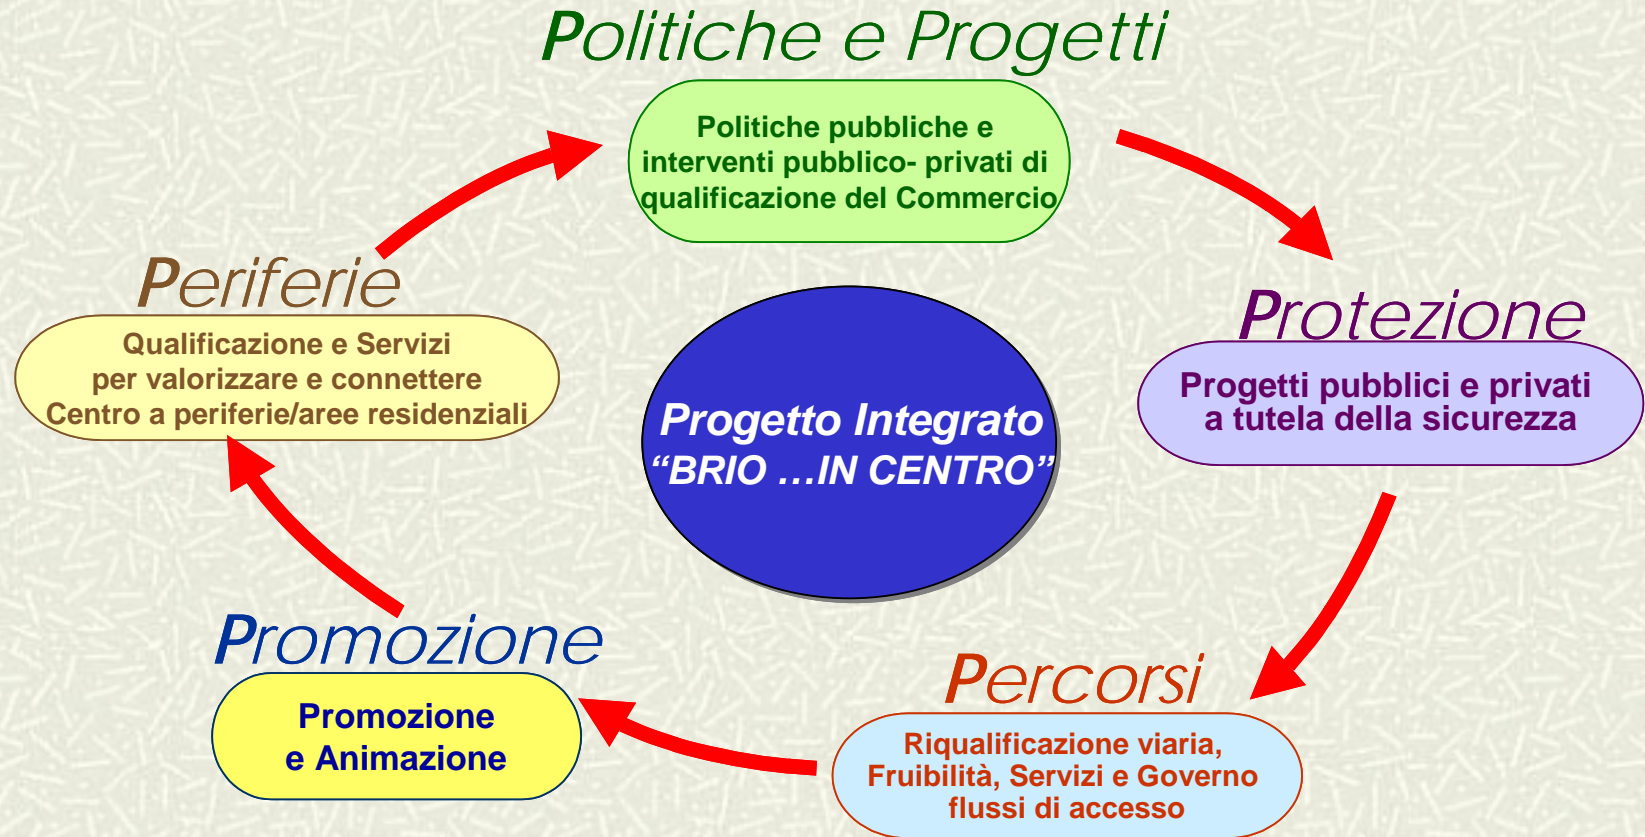 Politiche e Progetti
Politiche pubbliche e
interventi pubblico- privati di
qualificazione del Commercio
Protezione
Progetti pubblici e privati
a tutela della sicurezza
Percorsi
Riqualificazione viaria,
Fruibilità, Servizi e Governo
flussi di accesso
Promozione
Promozione
e Animazione
Periferie
Qualificazione e Servizi
per valorizzare e connettere
Centro a periferie/aree residenziali
Progetto Integrato
“BRIO ...IN CENTRO”